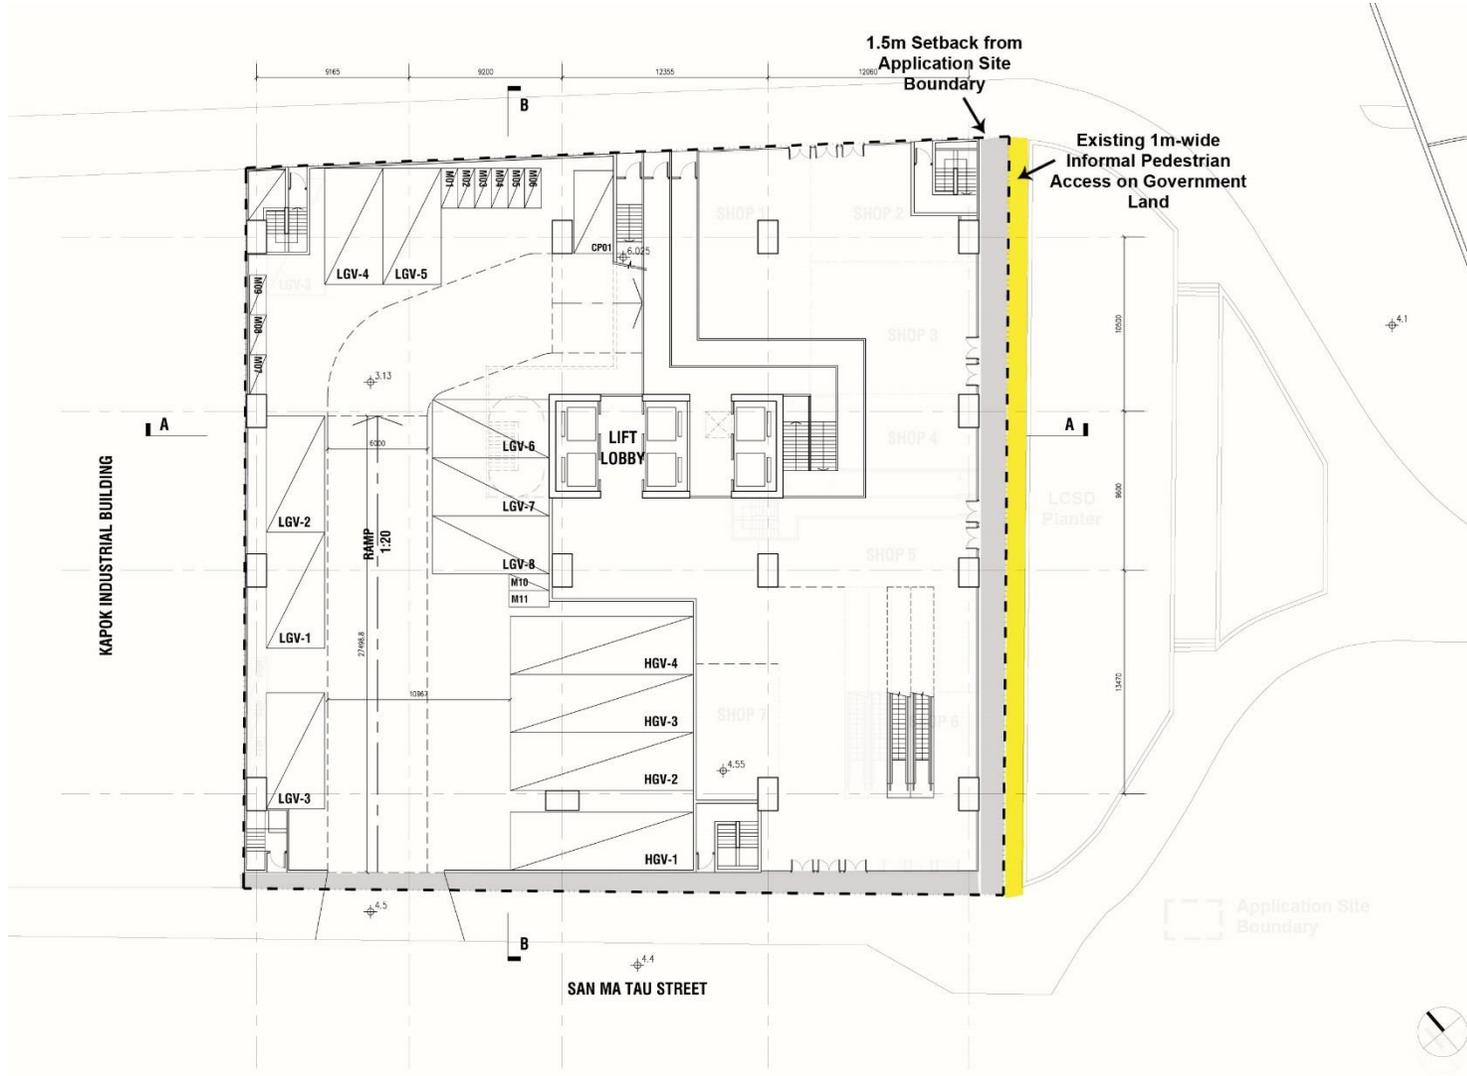 1.5m Setback from
Application Site
Boundary
9165
9200
12355
12060
B
Existing 1m-wide
Informal Pedestrian
Access on Government
Land
M01
M02
M03
M04
M05
M06
SHOP 1
SHOP 2
CP01
6.025
LGV-4
LGV-5
LGV-3
M09
M08
M07
SHOP 3
10500
4.1
3.13
A
A
6000
LIFT
LOBBY
LGV-6
SHOP 4
LGV-7
LGV-2
RAMP
1:20
LCSD
Planter
9600
KAPOK INDUSTRIAL BUILDING
LGV-8
SHOP 5
M10
M11
LGV-1
27498.8
HGV-4
10967
13470
HGV-3
SHOP 7
SHOP 6
HGV-2
4.55
LGV-3
HGV-1
4.5
Application Site
Boundary
B
4.4
SAN MA TAU STREET